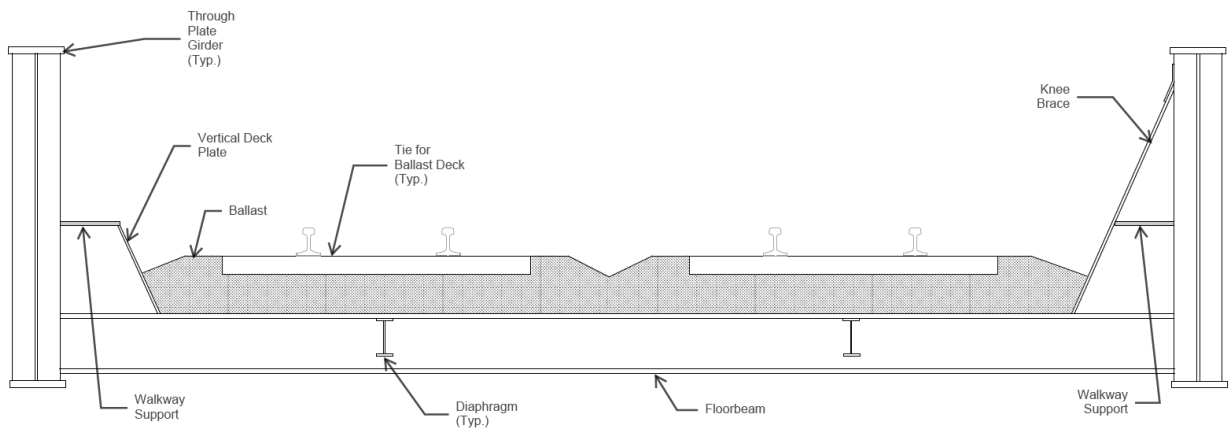 Through
Plate
Girder
(Typ.)
Knee
Brace
Vertical Deck
Plate
Tie for
Ballast Deck
(Typ.)
Ballast
Walkway
Support
Diaphragm
(Typ.)
Floorbeam
Walkway
Support